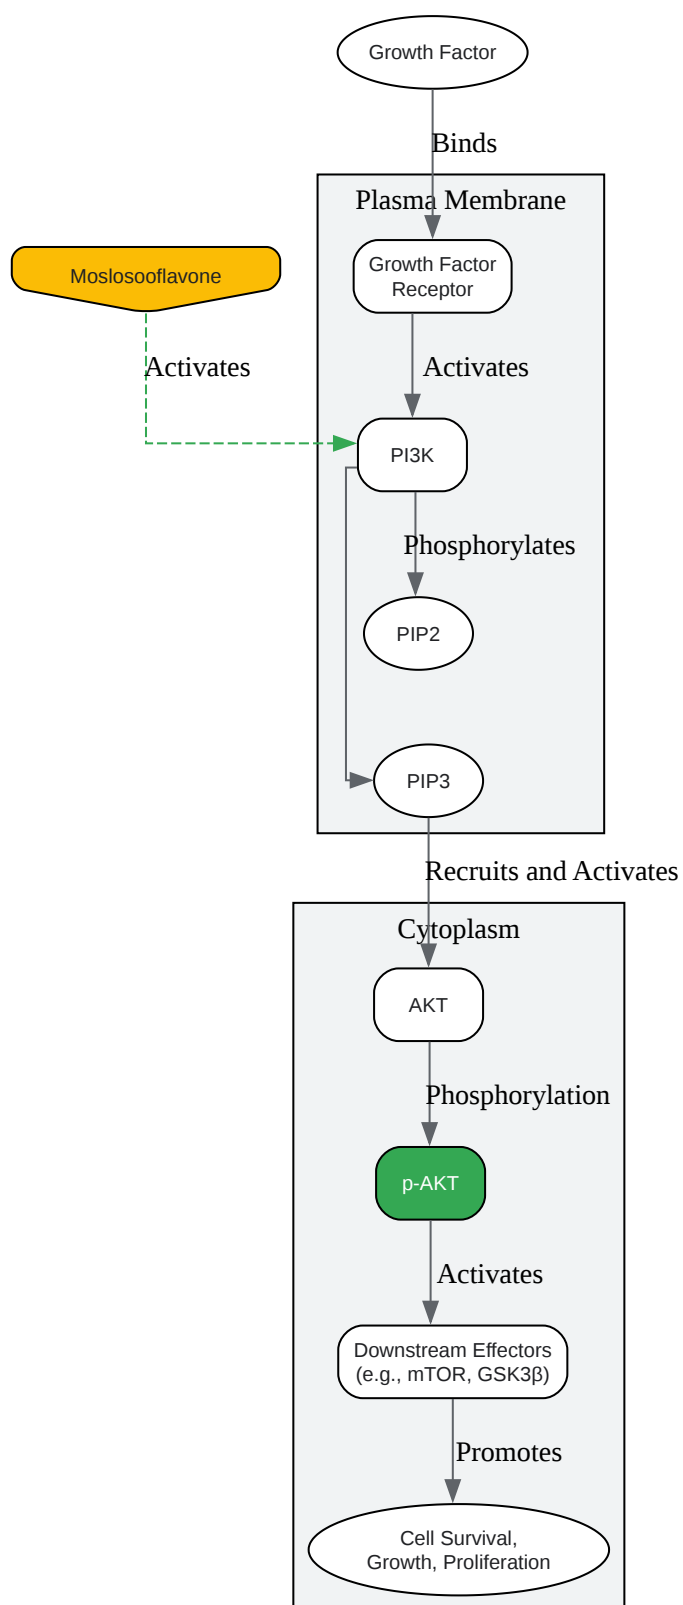 Growth Factor
Binds
Plasma Membrane
Moslosooflavone
Growth Factor
Receptor
Activates
Activates
PI3K
Phosphorylates
PIP2
PIP3
Recruits and Activates
Cytoplasm
AKT
Phosphorylation
p-AKT
Activates
Downstream Effectors
(e.g., mTOR, GSK3β)
Promotes
Cell Survival,
Growth, Proliferation